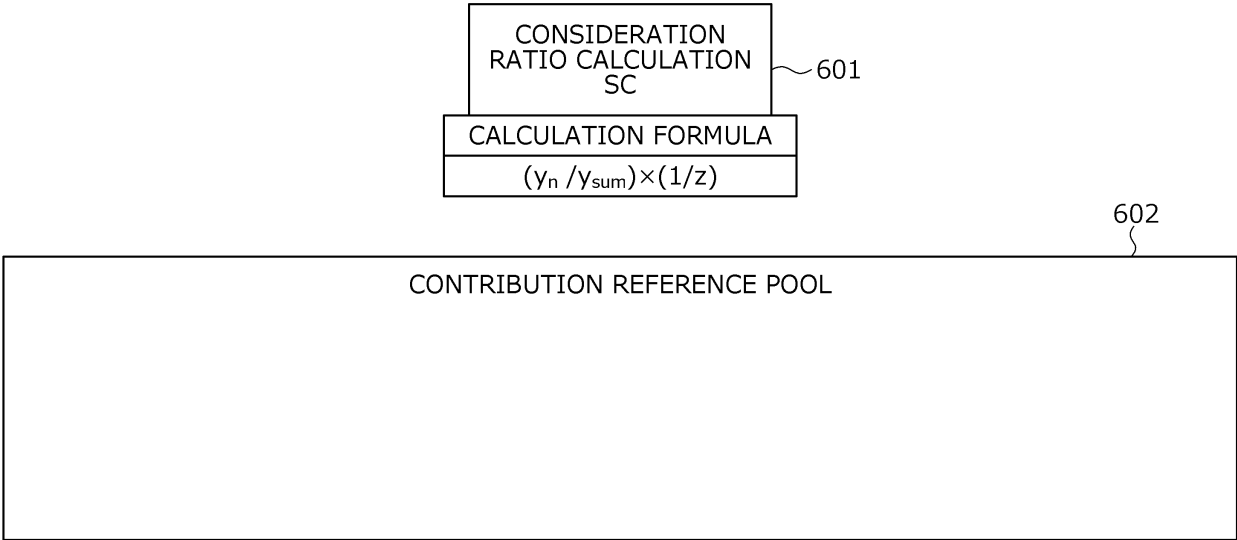 CONSIDERATION
RATIO CALCULATION
SC
601
CALCULATION FORMULA
(yn /ysum)×(1/z)
602
CONTRIBUTION REFERENCE POOL